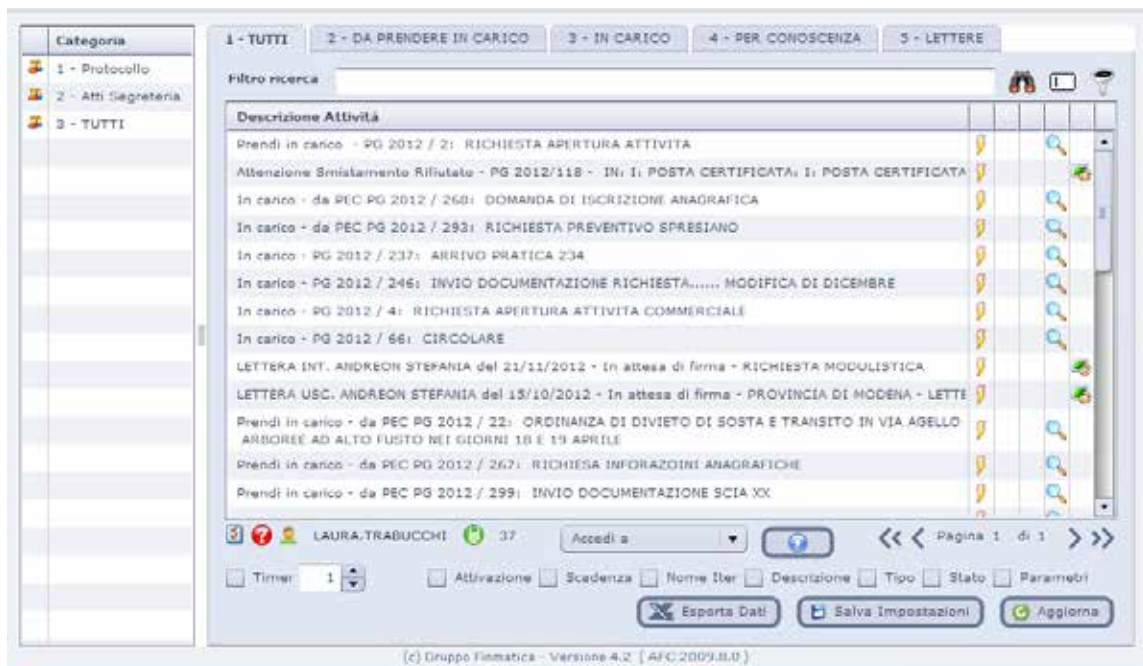 Categoria
1 - Protocollo
2 - Atti Segreteria
3 - TUTTI
1 - TUTTI 2 - DA PRENDERE IN CARICO 3 - IN CARICO 4 - PER CONOSCENZA 5 - LETTERE
Filtro ricerca
Descrizione Attività
Prendi in carico - PG 2012 / 2: RICHIESTA APERTURA ATTIVITA
Attenzione Smistamento Rifiutato - PG 2012/118 - IN: I: POSTA CERTIFICATA: I: POSTA CERTIFICATA
In carico - da PEC PG 2012 / 260: DOMANDA DI ISCRIZIONE ANAGRAFICA
In carico - da PEC PG 2012 / 293: RICHIESTA PREVENTIVO SPRESIANO
In carico - PG 2012 / 237: ARRIVO PRATICA 234
In carico - PG 2012 / 246: INVIO DOCUMENTAZIONE RICHIESTA...... MODIFICA DI DICEMBRE
In carico - PG 2012 / 4: RICHIESTA APERTURA ATTIVITA COMMERCIALE
In carico - PG 2012 / 66: CIRCOLARE
LETTERA INT. ANDREON STEFANIA del 21/11/2012 - In attesa di firma - RICHIESTA MODULISTICA
LETTERA USC. ANDREON STEFANIA del 15/10/2012 - In attesa di firma - PROVINCIA DI MODENA - LETTE
Prendi in carico - da PEC PG 2012 / 22: ORDINANZA DI DIVIETO DI SOSTA E TRANSITO IN VIA AGELLO
ARBOREE AD ALTO FUSTO NEI GIORNI 18 E 19 APRILE
Prendi in carico - da PEC PG 2012 / 267: RICHIESA INFORAZOINI ANAGRAFICHE
Prendi in carico - da PEC PG 2012 / 299: INVIO DOCUMENTAZIONE SCIA XX
LAURA.TRABUCCHI 37 Accedi a Pagina 1 di 1
Timer 1 Attivazione Scadenza Nome Iter Descrizione Tipo Stato Parametri
Esporta Dati Salva Impostazioni Aggiorna
(c) Gruppo Finmatica - Versione 4.2 ( AFC 2009.8.0 )